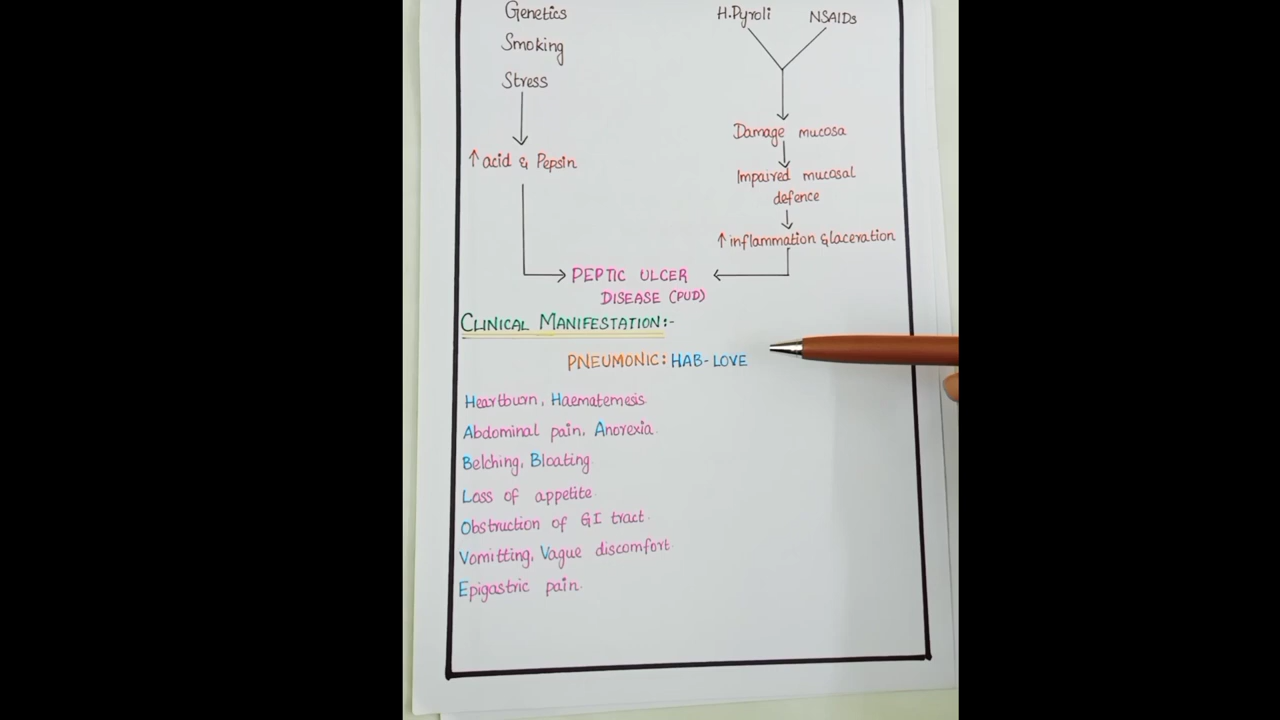 Genetics
Smoking
Stress
↑ acid & Pepsin
H.Pyroli NSAIDs
Damage mucosa
Impaired mucosal
defence
↑ inflammation & laceration
PEPTIC ULCER
DISEASE (PUD)
CLINICAL MANIFESTATION:-
PNEUMONIC: HAB-LOVE
Heartburn, Haematemesis.
Abdominal pain, Anorexia.
Belching, Bloating.
Loss of appetite.
Obstruction of GI tract.
Vomitting, Vague discomfort.
Epigastric pain.